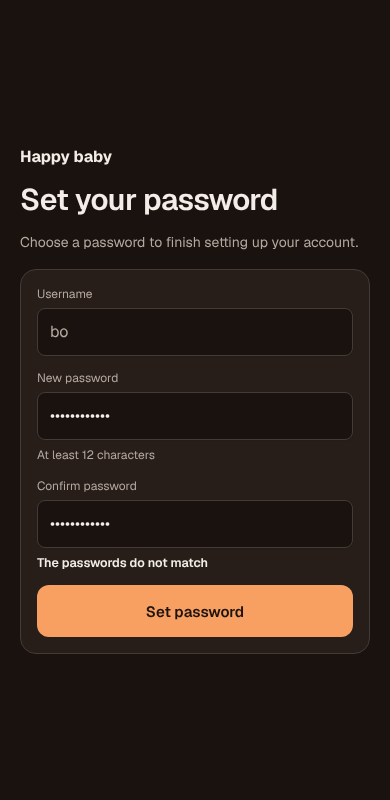 Happy baby
Set your password
Choose a password to finish setting up your account.
Username
bo
New password
••••••••••••
At least 12 characters
Confirm password
••••••••••••
The passwords do not match
Set password